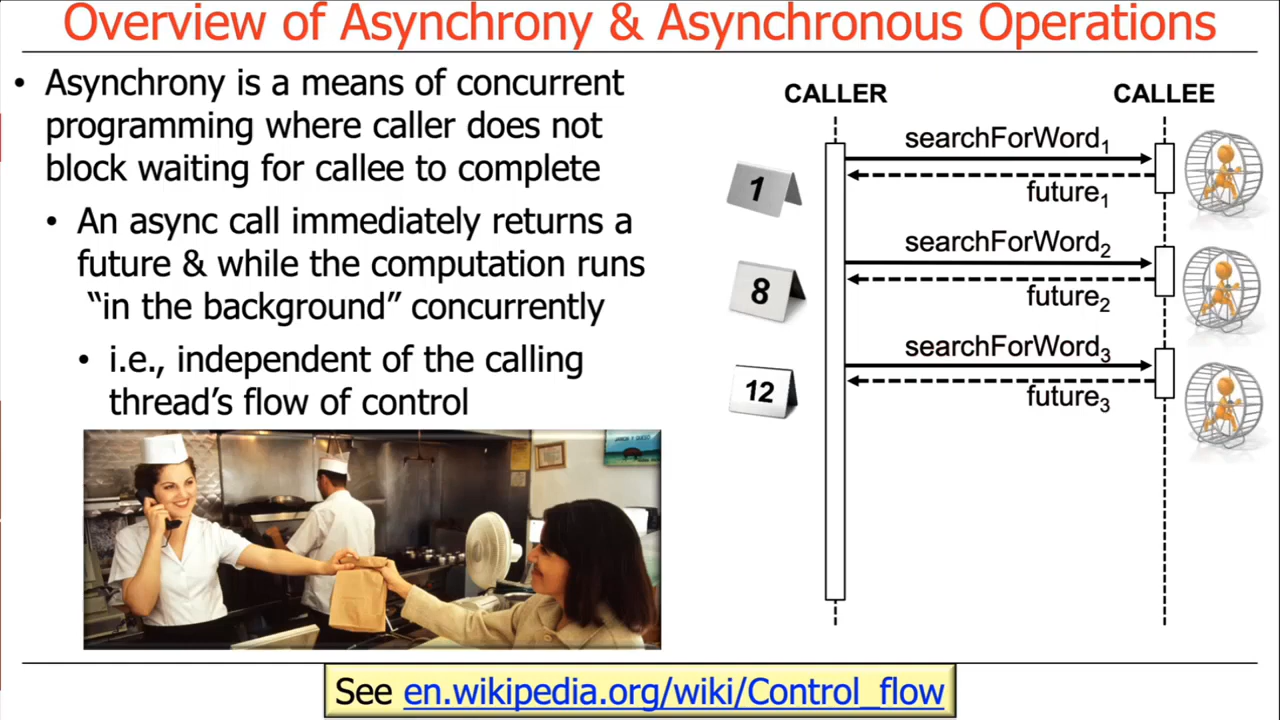 Overview of Asynchrony & Asynchronous Operations
• Asynchrony is a means of concurrent
programming where caller does not
block waiting for callee to complete
• An async call immediately returns a
future & while the computation runs
“in the background” concurrently
• i.e., independent of the calling
thread’s flow of control
CALLER
CALLEE
searchForWord1
1
future1
searchForWord2
8
future2
searchForWord3
12
future3
See en.wikipedia.org/wiki/Control_flow